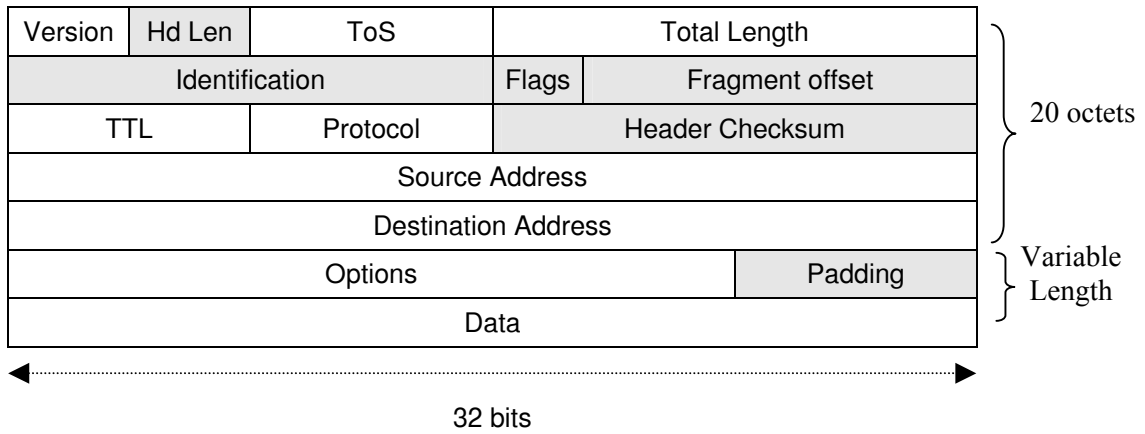 Version Hd Len ToS Total Length
Identification Flags Fragment offset
TTL Protocol Header Checksum
20 octets
Source Address
Destination Address
Options Padding
Variable
Length
Data
32 bits